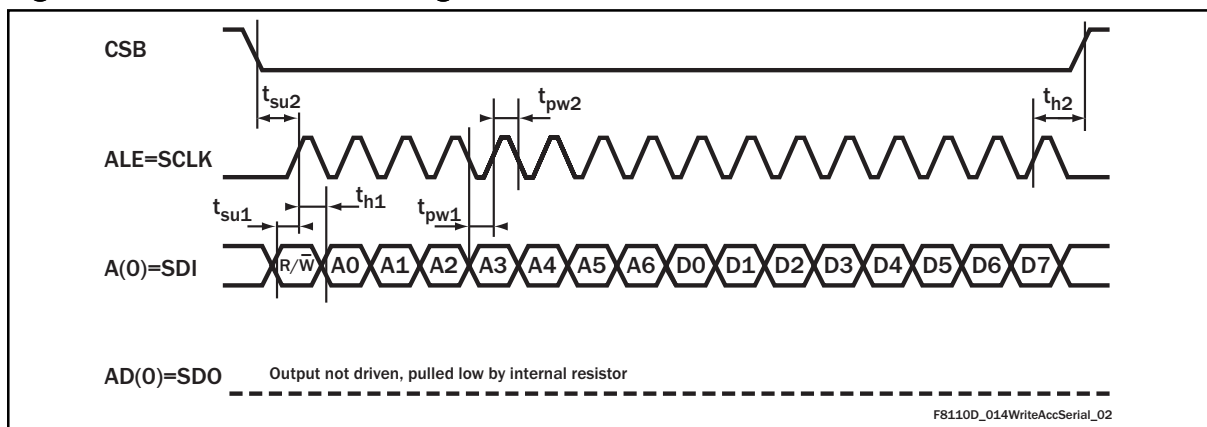 CSB
tsu2
tpw2
th2
ALE=SCLK
tsu1
th1
tpw1
A(0)=SDI
R/W̅ A0 A1 A2 A3 A4 A5 A6 D0 D1 D2 D3 D4 D5 D6 D7
AD(0)=SDO
Output not driven, pulled low by internal resistor
F8110D_014WriteAccSerial_02